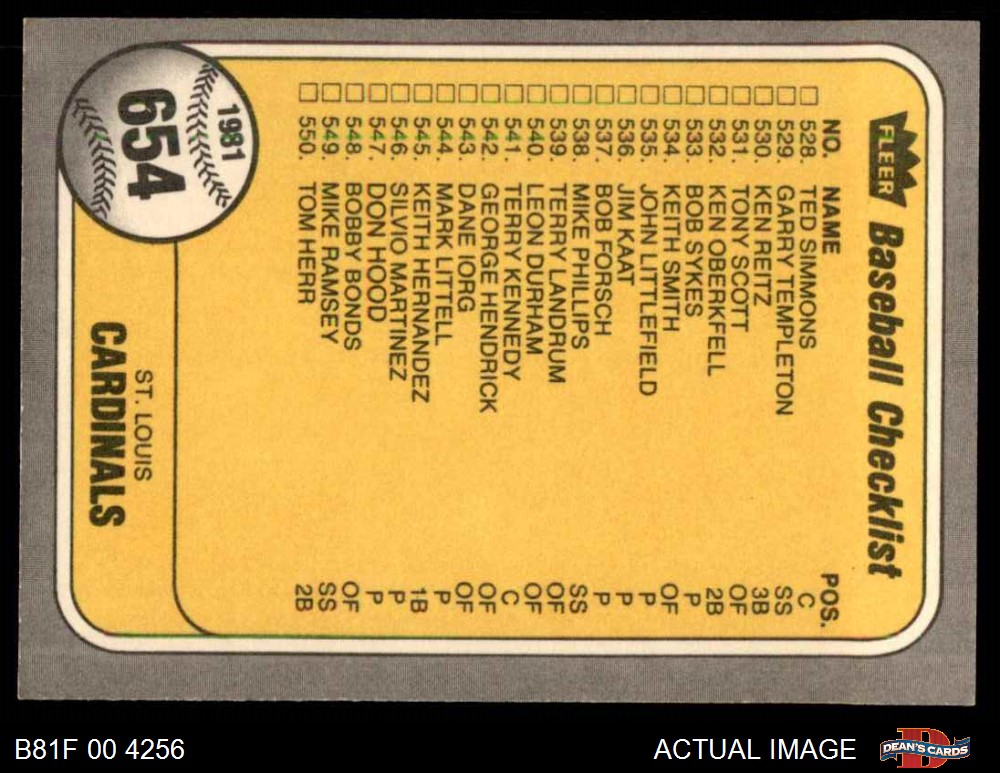 FLEER
Baseball Checklist
NO. NAME POS.
528. TED SIMMONS C
529. GARRY TEMPLETON SS
530. KEN REITZ 3B
531. TONY SCOTT OF
532. KEN OBERKFELL 2B
533. BOB SYKES P
534. KEITH SMITH OF
535. JOHN LITTLEFIELD P
536. JIM KAAT P
537. BOB FORSCH P
538. MIKE PHILLIPS SS
539. TERRY LANDRUM OF
540. LEON DURHAM OF
541. TERRY KENNEDY C
542. GEORGE HENDRICK OF
543. DANE IORG OF
544. MARK LITTELL P
545. KEITH HERNANDEZ 1B
546. SILVIO MARTINEZ P
547. DON HOOD P
548. BOBBY BONDS OF
549. MIKE RAMSEY SS
550. TOM HERR 2B
1981
654
ST. LOUIS
CARDINALS
B81F 00 4256
ACTUAL IMAGE
D
DEAN'S CARDS